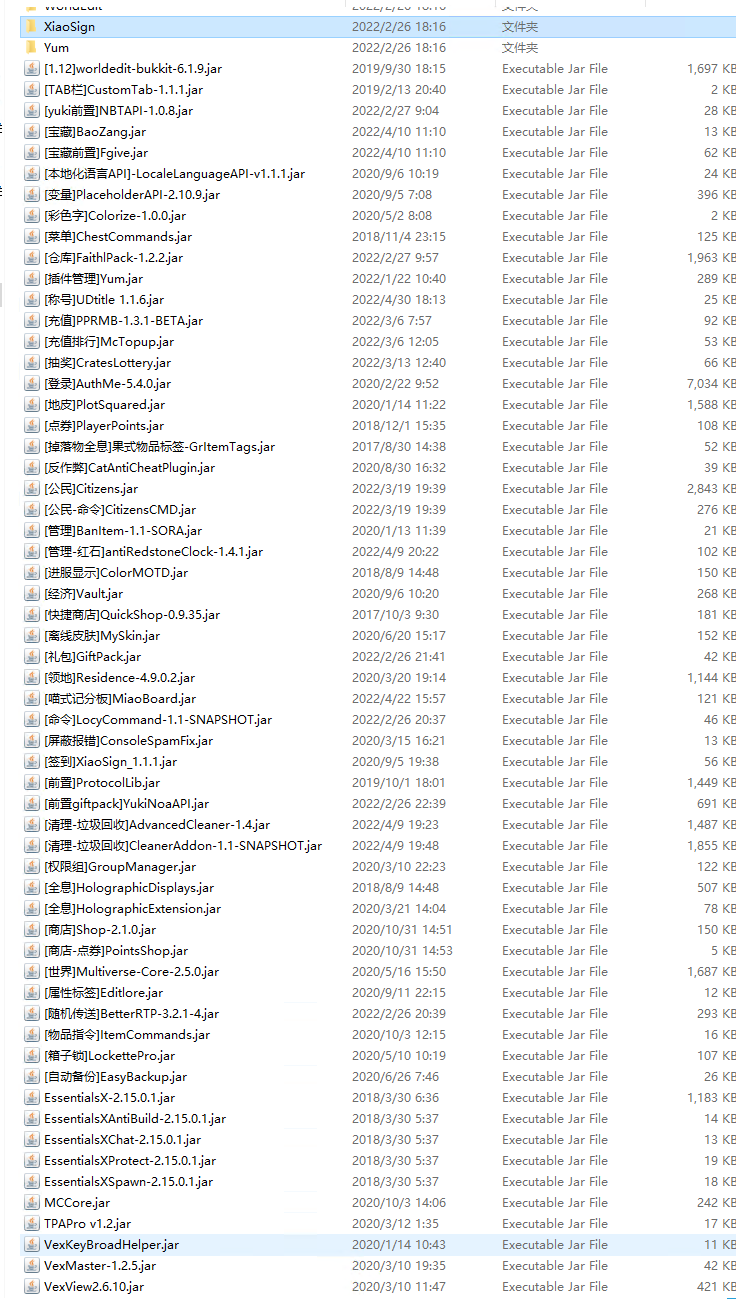 WorldEdit 2022/2/26 18:16 文件夹
XiaoSign 2022/2/26 18:16 文件夹
Yum 2022/2/26 18:16 文件夹
[1.12]worldedit-bukkit-6.1.9.jar 2019/9/30 18:15 Executable Jar File 1,697 KB
[TAB栏]CustomTab-1.1.1.jar 2019/2/13 20:40 Executable Jar File 2 KB
[yuki前置]NBTAPI-1.0.8.jar 2022/2/27 9:04 Executable Jar File 28 KB
[宝藏]BaoZang.jar 2022/4/10 11:10 Executable Jar File 13 KB
[宝藏前置]Fgive.jar 2022/4/10 11:10 Executable Jar File 62 KB
[本地化语言API]-LocaleLanguageAPI-v1.1.1.jar 2020/9/6 10:19 Executable Jar File 24 KB
[变量]PlaceholderAPI-2.10.9.jar 2020/9/5 7:08 Executable Jar File 396 KB
[彩色字]Colorize-1.0.0.jar 2020/5/2 8:08 Executable Jar File 2 KB
[菜单]ChestCommands.jar 2018/11/4 23:15 Executable Jar File 125 KB
[仓库]FaithlPack-1.2.2.jar 2022/2/27 9:57 Executable Jar File 1,963 KB
[插件管理]Yum.jar 2022/1/22 10:40 Executable Jar File 289 KB
[称号]UDtitle 1.1.6.jar 2022/4/30 18:13 Executable Jar File 25 KB
[充值]PPRMB-1.3.1-BETA.jar 2022/3/6 7:57 Executable Jar File 92 KB
[充值排行]McTopup.jar 2022/3/6 12:05 Executable Jar File 53 KB
[抽奖]CratesLottery.jar 2022/3/13 12:40 Executable Jar File 66 KB
[登录]AuthMe-5.4.0.jar 2020/2/22 9:52 Executable Jar File 7,034 KB
[地皮]PlotSquared.jar 2020/1/14 11:22 Executable Jar File 1,588 KB
[点券]PlayerPoints.jar 2018/12/1 15:35 Executable Jar File 108 KB
[掉落物全息]果式物品标签-GrItemTags.jar 2017/8/30 14:38 Executable Jar File 52 KB
[反作弊]CatAntiCheatPlugin.jar 2020/8/30 16:32 Executable Jar File 39 KB
[公民]Citizens.jar 2022/3/19 19:39 Executable Jar File 2,843 KB
[公民-命令]CitizensCMD.jar 2022/3/19 19:39 Executable Jar File 276 KB
[管理]BanItem-1.1-SORA.jar 2020/1/13 11:39 Executable Jar File 21 KB
[管理-红石]antiRedstoneClock-1.4.1.jar 2022/4/9 20:22 Executable Jar File 102 KB
[进服显示]ColorMOTD.jar 2018/8/9 14:48 Executable Jar File 150 KB
[经济]Vault.jar 2020/9/6 10:20 Executable Jar File 268 KB
[快捷商店]QuickShop-0.9.35.jar 2017/10/3 9:30 Executable Jar File 181 KB
[离线皮肤]MySkin.jar 2020/6/20 15:17 Executable Jar File 152 KB
[礼包]GiftPack.jar 2022/2/26 21:41 Executable Jar File 42 KB
[领地]Residence-4.9.0.2.jar 2020/3/20 19:14 Executable Jar File 1,144 KB
[喵式记分板]MiaoBoard.jar 2022/4/22 15:57 Executable Jar File 121 KB
[命令]LocyCommand-1.1-SNAPSHOT.jar 2022/2/26 20:37 Executable Jar File 46 KB
[屏蔽报错]ConsoleSpamFix.jar 2020/3/15 16:21 Executable Jar File 13 KB
[签到]XiaoSign_1.1.1.jar 2020/9/5 19:38 Executable Jar File 56 KB
[前置]ProtocolLib.jar 2019/10/1 18:01 Executable Jar File 1,449 KB
[前置giftpack]YukiNoaAPI.jar 2022/2/26 22:39 Executable Jar File 691 KB
[清理-垃圾回收]AdvancedCleaner-1.4.jar 2022/4/9 19:23 Executable Jar File 1,487 KB
[清理-垃圾回收]CleanerAddon-1.1-SNAPSHOT.jar 2022/4/9 19:48 Executable Jar File 1,855 KB
[权限组]GroupManager.jar 2020/3/10 22:23 Executable Jar File 122 KB
[全息]HolographicDisplays.jar 2018/8/9 14:48 Executable Jar File 507 KB
[全息]HolographicExtension.jar 2020/3/21 14:04 Executable Jar File 78 KB
[商店]Shop-2.1.0.jar 2020/10/31 14:51 Executable Jar File 150 KB
[商店-点券]PointsShop.jar 2020/10/31 14:53 Executable Jar File 5 KB
[世界]Multiverse-Core-2.5.0.jar 2020/5/16 15:50 Executable Jar File 1,687 KB
[属性标签]Editlore.jar 2020/9/11 22:15 Executable Jar File 12 KB
[随机传送]BetterRTP-3.2.1-4.jar 2022/2/26 20:39 Executable Jar File 293 KB
[物品指令]ItemCommands.jar 2020/10/3 12:15 Executable Jar File 16 KB
[箱子锁]LockettePro.jar 2020/5/10 10:19 Executable Jar File 107 KB
[自动备份]EasyBackup.jar 2020/6/26 7:46 Executable Jar File 26 KB
EssentialsX-2.15.0.1.jar 2018/3/30 6:36 Executable Jar File 1,183 KB
EssentialsXAntiBuild-2.15.0.1.jar 2018/3/30 5:37 Executable Jar File 14 KB
EssentialsXChat-2.15.0.1.jar 2018/3/30 5:37 Executable Jar File 13 KB
EssentialsXProtect-2.15.0.1.jar 2018/3/30 5:37 Executable Jar File 19 KB
EssentialsXSpawn-2.15.0.1.jar 2018/3/30 5:37 Executable Jar File 18 KB
MCCore.jar 2020/10/3 14:06 Executable Jar File 242 KB
TPAPro v1.2.jar 2020/3/12 1:35 Executable Jar File 17 KB
VexKeyBroadHelper.jar 2020/1/14 10:43 Executable Jar File 11 KB
VexMaster-1.2.5.jar 2020/3/10 19:35 Executable Jar File 42 KB
VexView2.6.10.jar 2020/3/10 11:47 Executable Jar File 421 KB